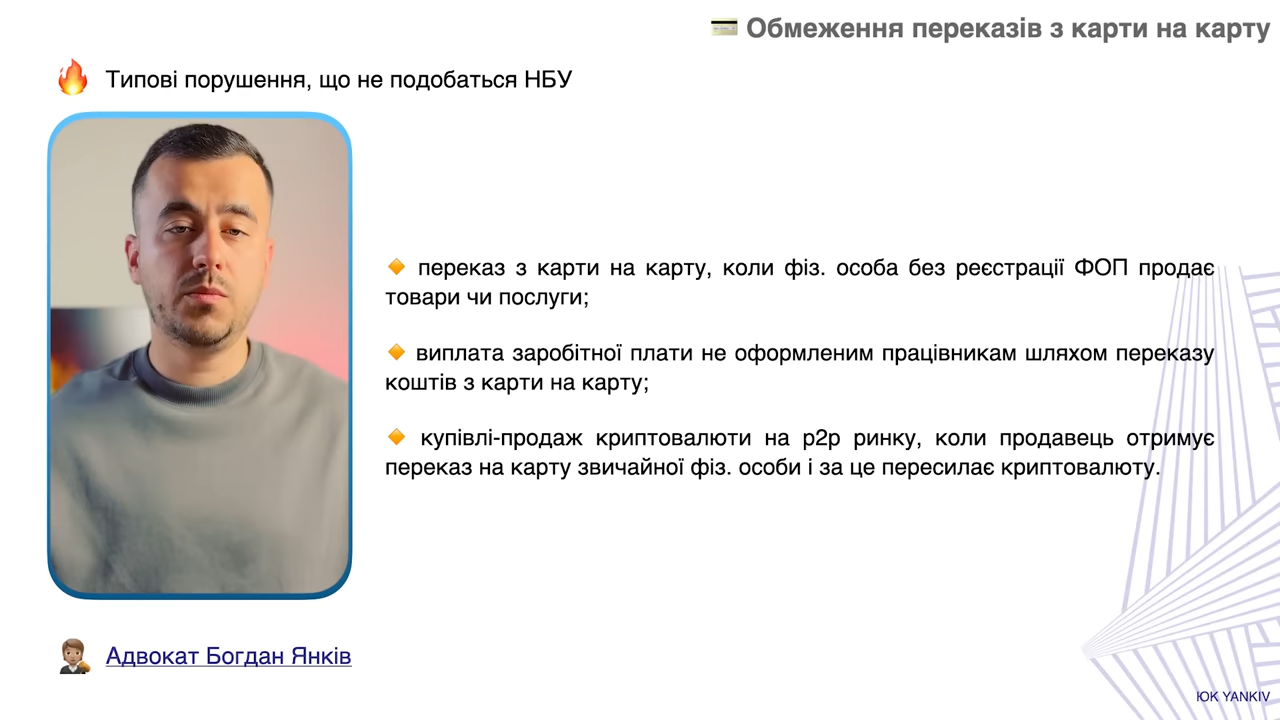 💳 Обмеження переказів з карти на карту
🔥 Типові порушення, що не подобаться НБУ
🔸 переказ з карти на карту, коли фіз. особа без реєстрації ФОП продає
товари чи послуги;
🔸 виплата заробітної плати не оформленим працівникам шляхом переказу
коштів з карти на карту;
🔸 купівлі-продаж криптовалюти на p2p ринку, коли продавець отримує
переказ на карту звичайної фіз. особи і за це пересилає криптовалюту.
Адвокат Богдан Янків
ЮК YANKIV